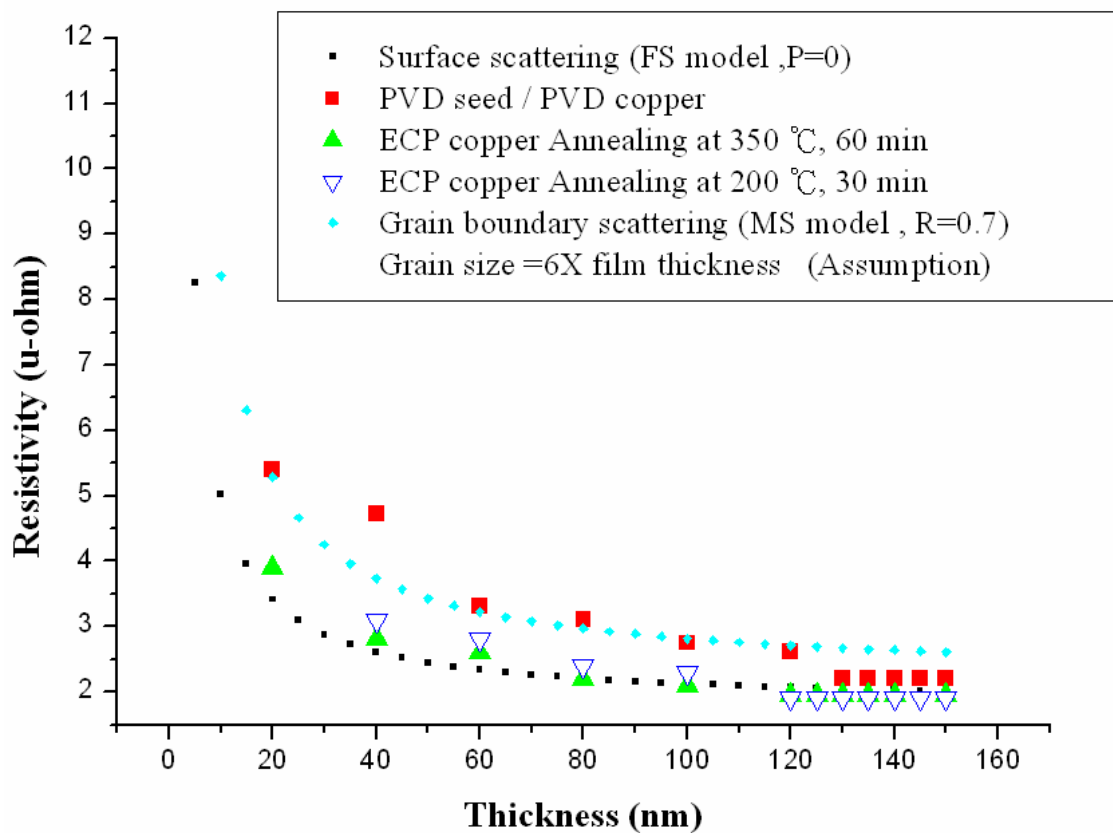 Surface scattering (FS model ,P=0)
PVD seed / PVD copper
ECP copper Annealing at 350 ℃, 60 min
ECP copper Annealing at 200 ℃, 30 min
Grain boundary scattering (MS model , R=0.7)
Grain size =6X film thickness (Assumption)
12
11
10
9
8
7
6
5
4
3
2
Resistivity (u-ohm)
0 20 40 60 80 100 120 140 160
Thickness (nm)